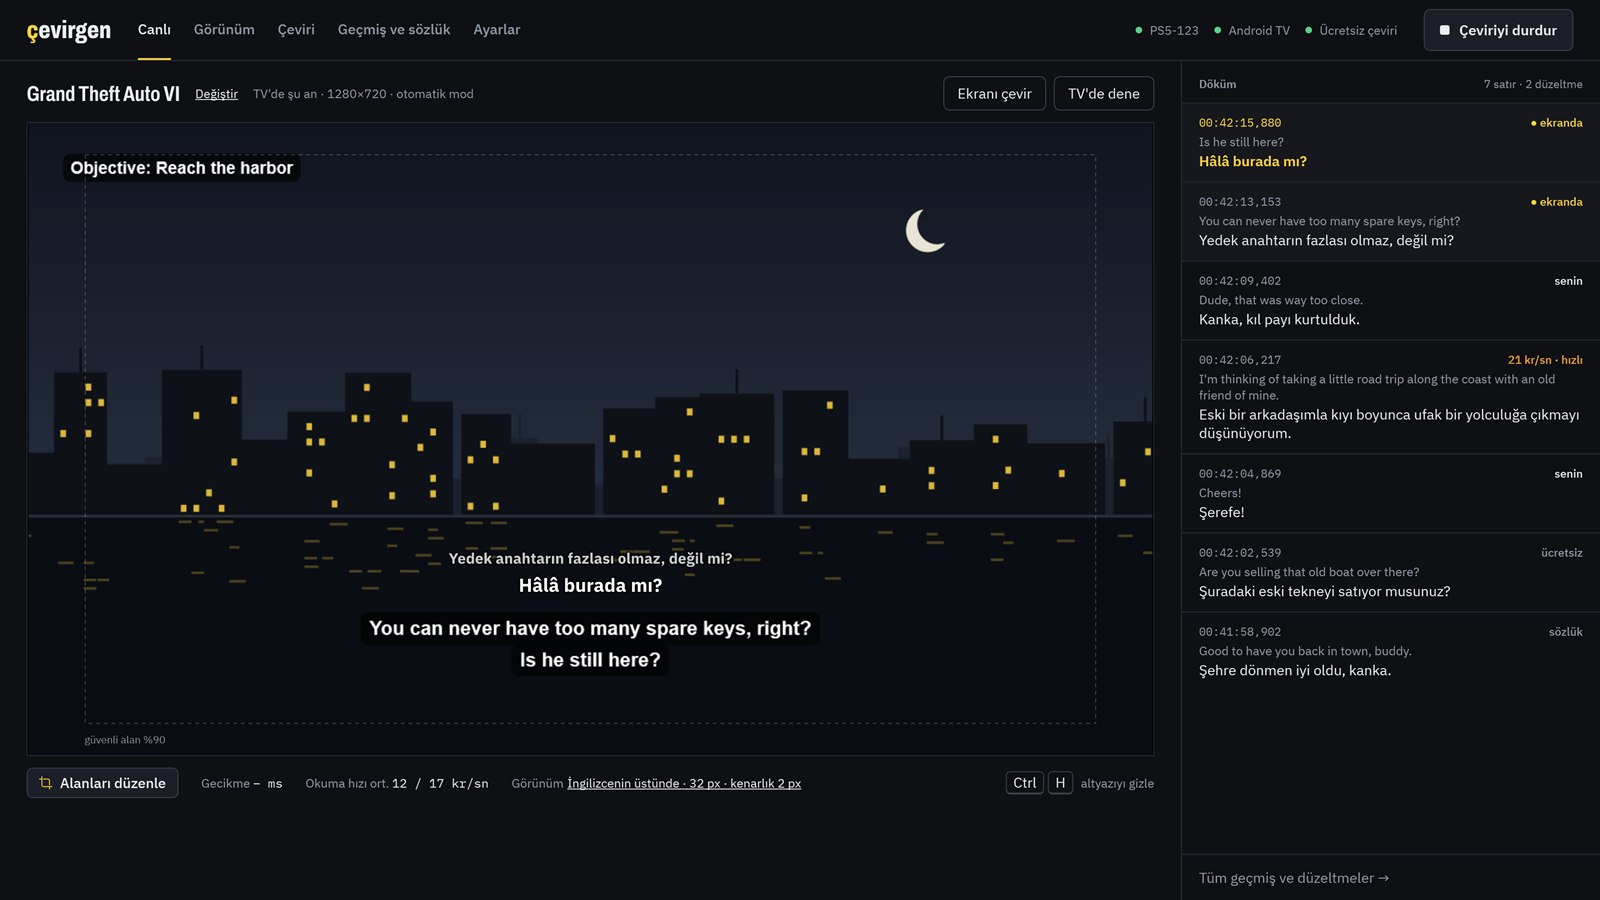 çevirgen
Canlı
Görünüm
Çeviri
Geçmiş ve sözlük
Ayarlar
PS5-123
Android TV
Ücretsiz çeviri
Çeviriyi durdur
Grand Theft Auto VI
Değiştir
TV'de şu an · 1280×720 · otomatik mod
Ekranı çevir
TV'de dene
Objective: Reach the harbor
Yedek anahtarın fazlası olmaz, değil mi?
Hâlâ burada mı?
You can never have too many spare keys, right?
Is he still here?
güvenli alan %90
Alanları düzenle
Gecikme – ms
Okuma hızı ort. 12 / 17 kr/sn
Görünüm İngilizcenin üstünde · 32 px · kenarlık 2 px
Ctrl H altyazıyı gizle
Döküm
7 satır · 2 düzeltme
00:42:15,880
● ekranda
Is he still here?
Hâlâ burada mı?
00:42:13,153
● ekranda
You can never have too many spare keys, right?
Yedek anahtarın fazlası olmaz, değil mi?
00:42:09,402
senin
Dude, that was way too close.
Kanka, kıl payı kurtulduk.
00:42:06,217
21 kr/sn · hızlı
I'm thinking of taking a little road trip along the coast with an old
friend of mine.
Eski bir arkadaşımla kıyı boyunca ufak bir yolculuğa çıkmayı
düşünüyorum.
00:42:04,869
senin
Cheers!
Şerefe!
00:42:02,539
ücretsiz
Are you selling that old boat over there?
Şuradaki eski tekneyi satıyor musunuz?
00:41:58,902
sözlük
Good to have you back in town, buddy.
Şehre dönmen iyi oldu, kanka.
Tüm geçmiş ve düzeltmeler →